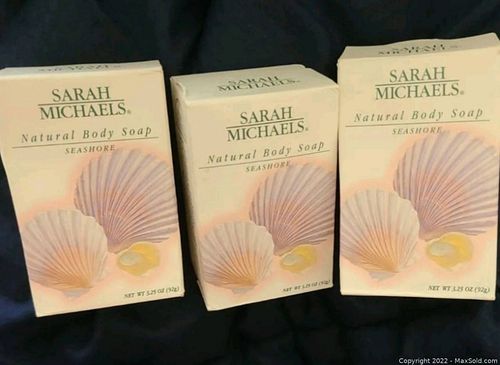 SARAH
MICHAELS®
Natural Body Soap
SEASHORE
NET WT 3.25 OZ (92g)
SARAH
MICHAELS®
Natural Body Soap
SEASHORE
NET WT 3.25 OZ (92g)
SARAH
MICHAELS®
Natural Body Soap
SEASHORE
NET WT 3.25 OZ (92g)
Copyright © 2022 - MaxSold.com